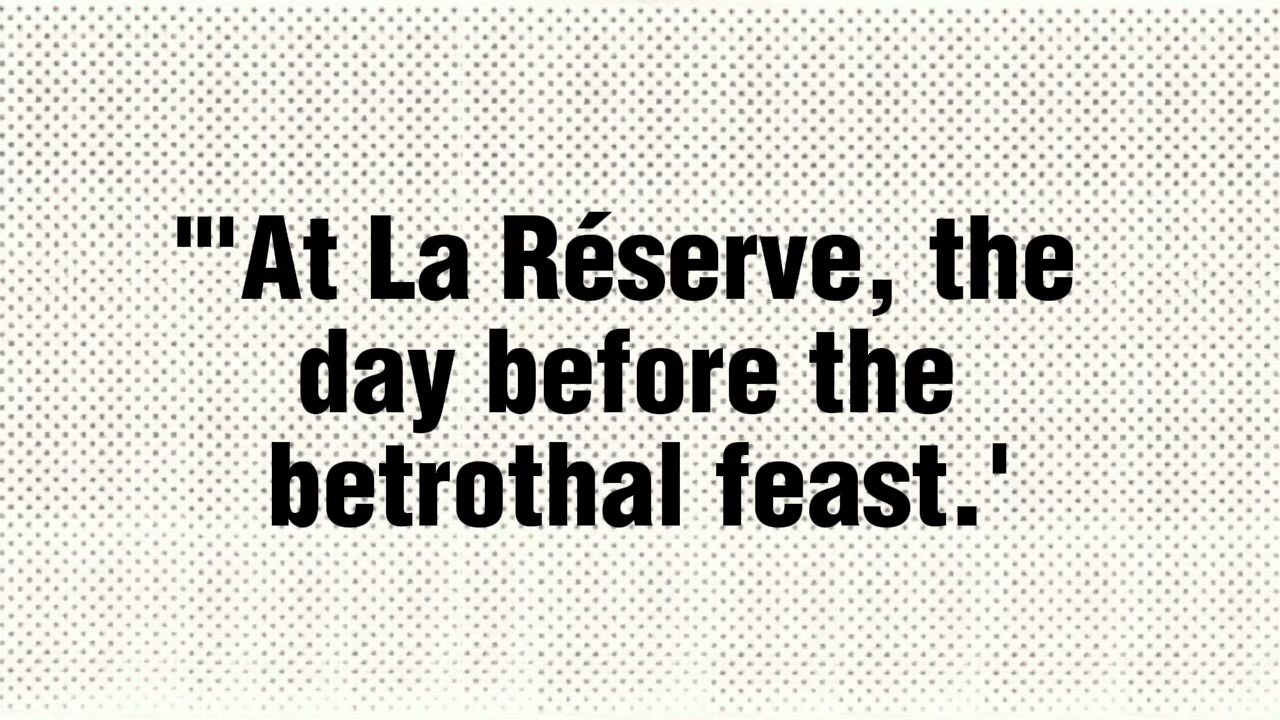 "'At La Réserve, the
day before the
betrothal feast.'